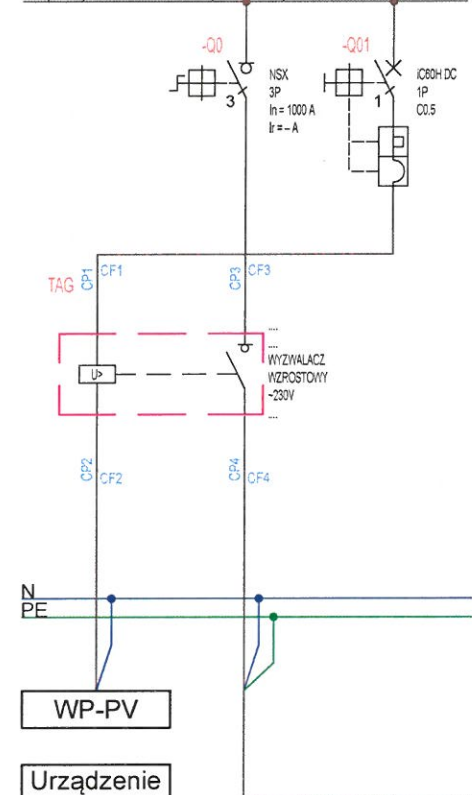 -Q0
-Q01
NSX
3P
In = 1000 A
Ir = -- A
3
iC60H DC
1P
C0.5
1
TAG
CP1
CF1
CP3
CF3
....
....
WYZWALACZ
WZROSTOWY
~230V
....
U>
CP2
CF2
CP4
CF4
N
PE
WP-PV
Urządzenie